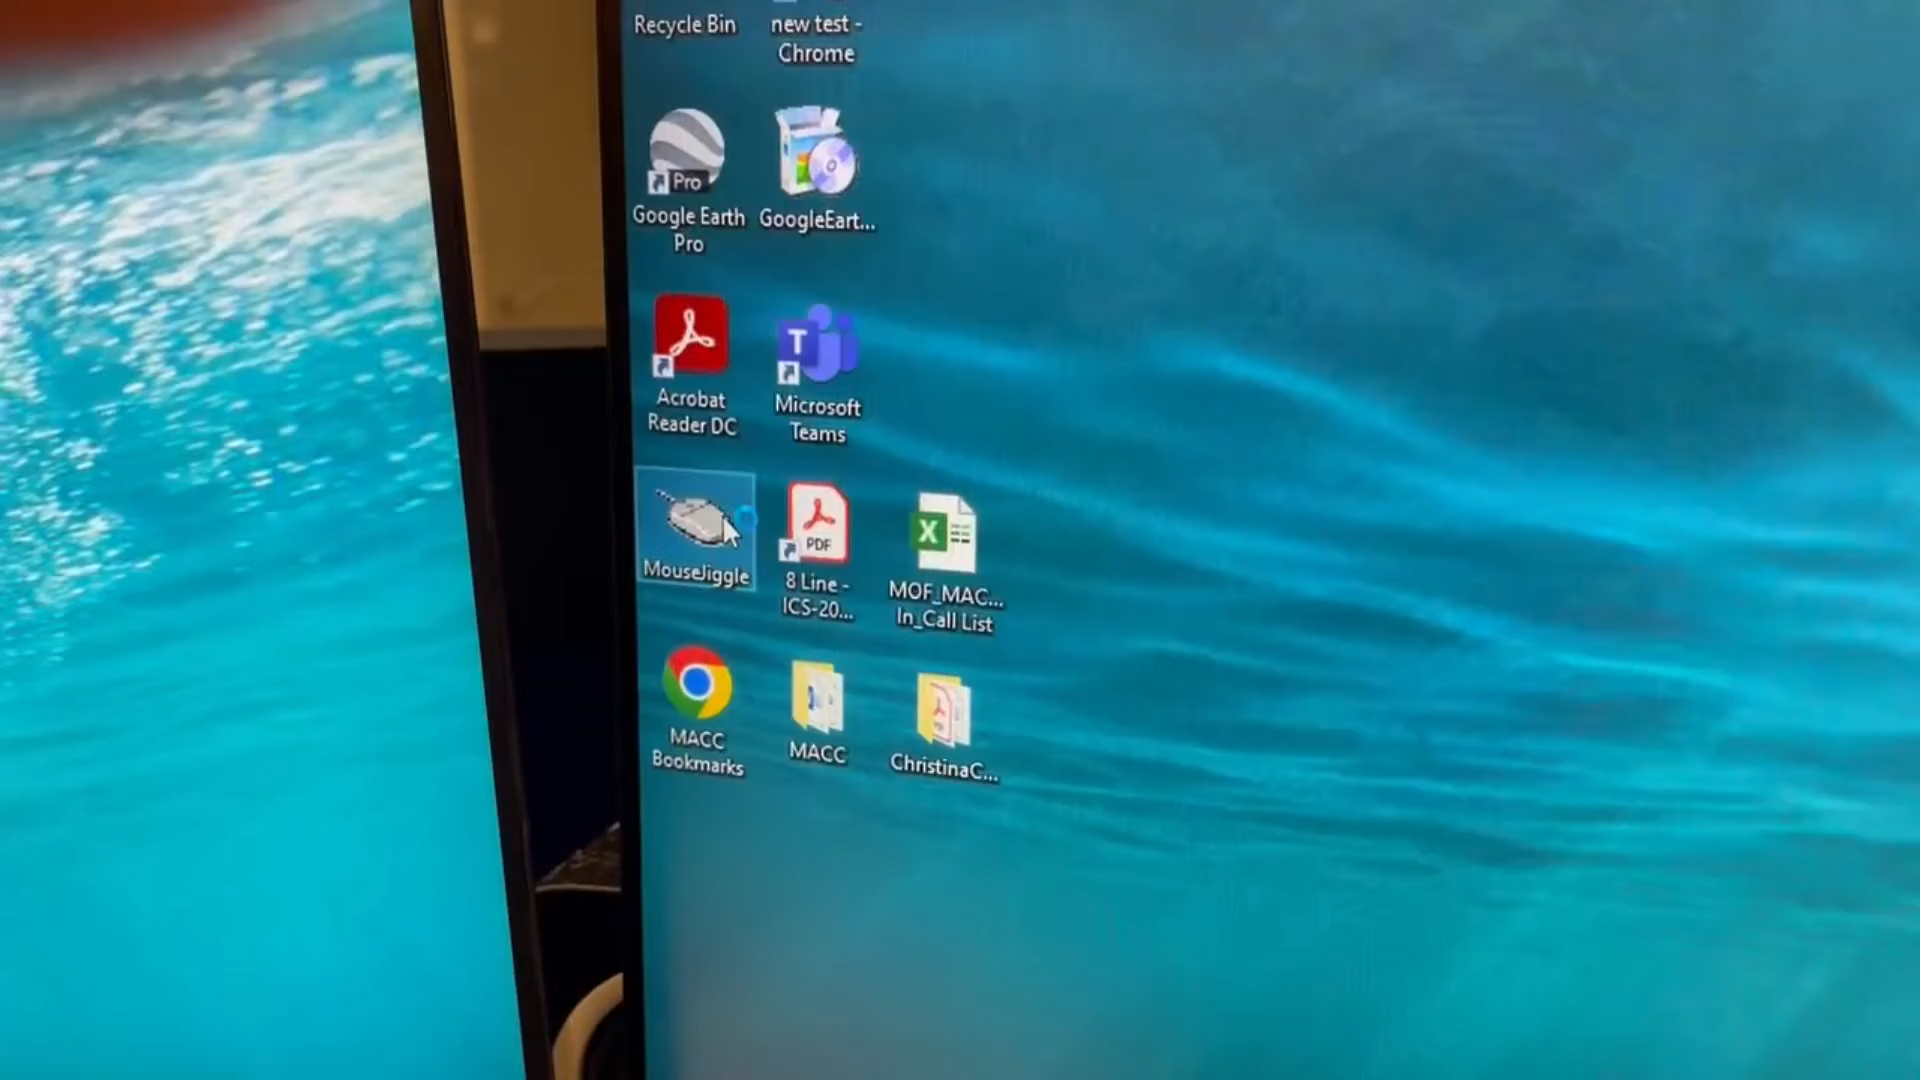 Recycle Bin
new test -
Chrome
Pro
Google Earth
Pro
GoogleEart...
Acrobat
Reader DC
T
Microsoft
Teams
MouseJiggle
PDF
8 Line -
ICS-20...
X
MOF_MAC...
In_Call List
MACC
Bookmarks
MACC
ChristinaC...